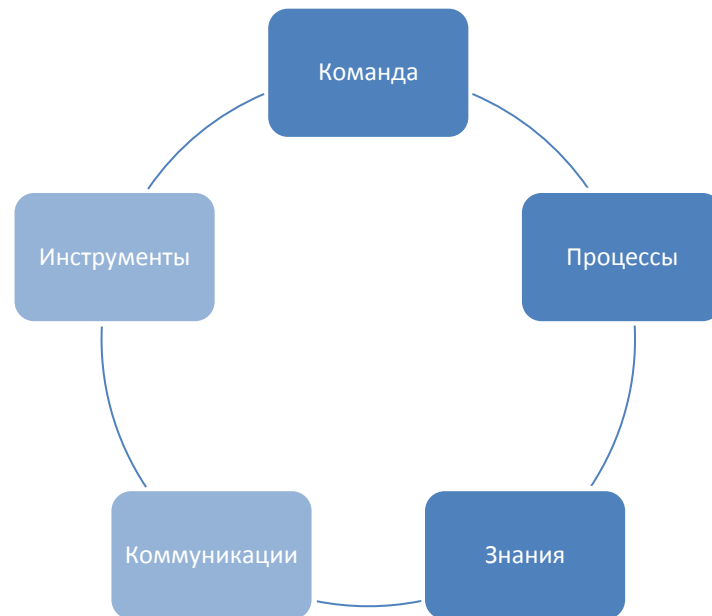 Команда
Процессы
Знания
Коммуникации
Инструменты